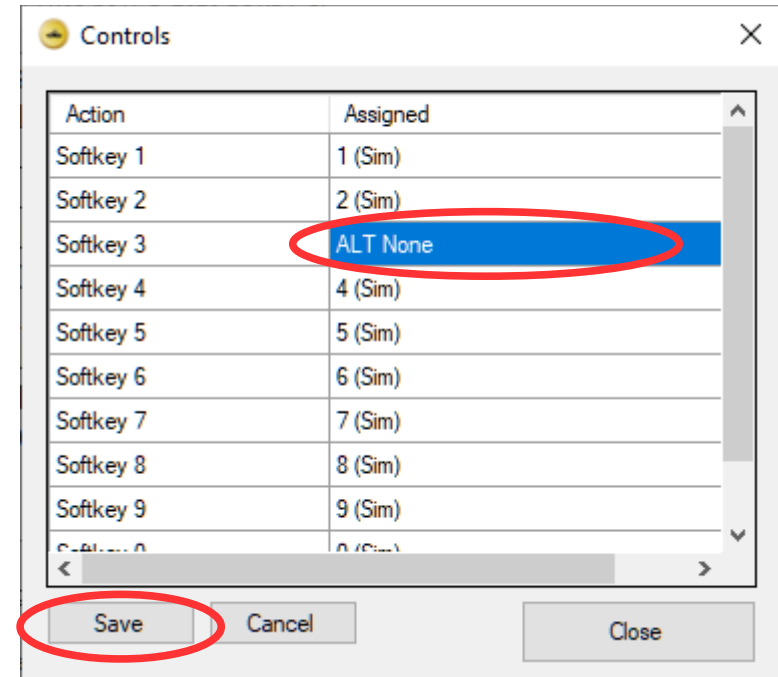 Controls
Action Assigned
Softkey 1 1 (Sim)
Softkey 2 2 (Sim)
Softkey 3 ALT None
Softkey 4 4 (Sim)
Softkey 5 5 (Sim)
Softkey 6 6 (Sim)
Softkey 7 7 (Sim)
Softkey 8 8 (Sim)
Softkey 9 9 (Sim)
Save Cancel Close